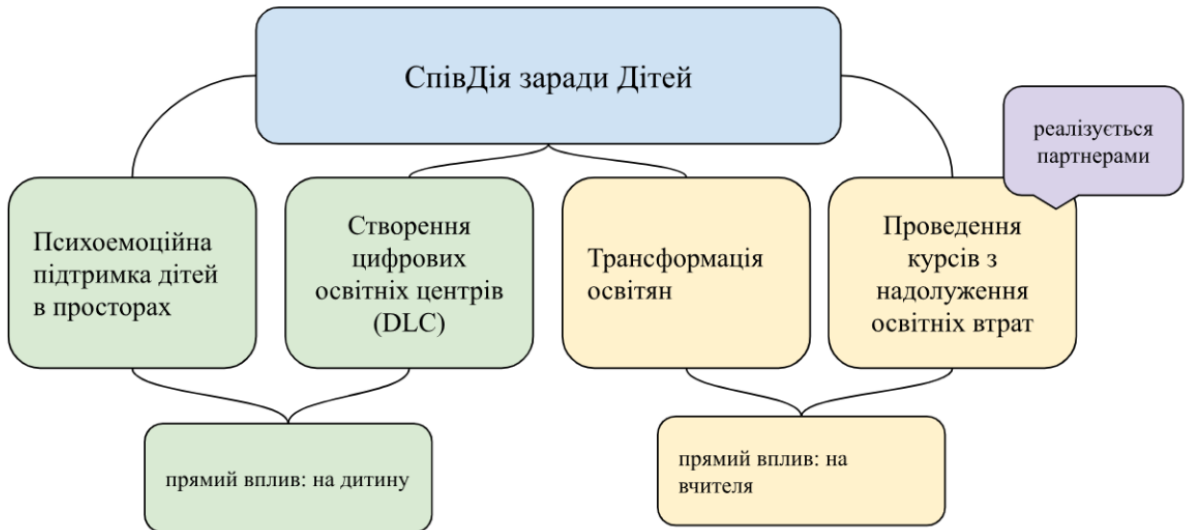 СпівДія заради Дітей
реалізується
партнерами
Психоемоційна
підтримка дітей
в просторах
Створення
цифрових
освітніх центрів
(DLC)
Трансформація
освітян
Проведення
курсів з
надолуження
освітніх втрат
прямий вплив: на дитину
прямий вплив: на
вчителя